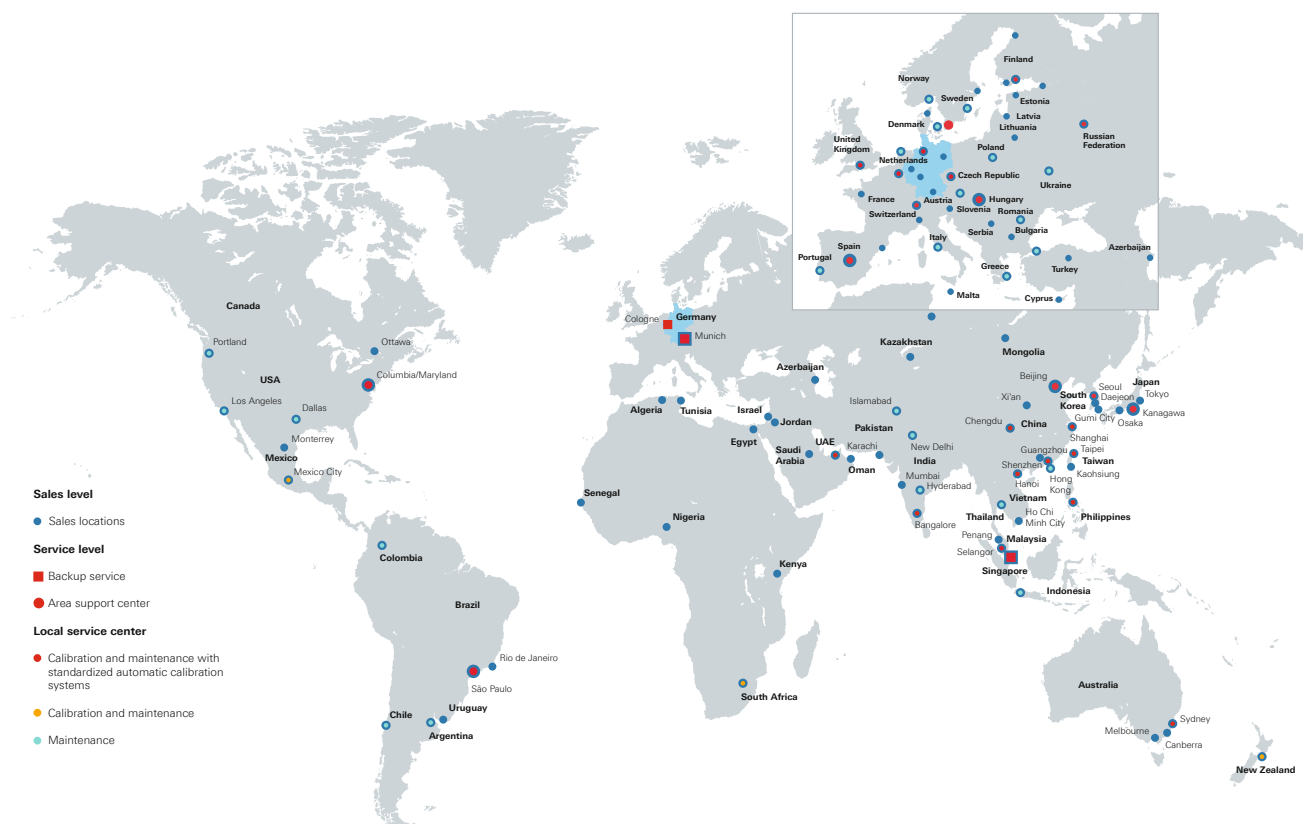 Finland
Norway
Sweden
Estonia
Latvia
Lithuania
Denmark
Russian
Federation
United
Kingdom
Poland
Netherlands
Czech Republic
Ukraine
France
Austria
Hungary
Switzerland
Slovenia
Romania
Serbia
Bulgaria
Italy
Spain
Azerbaijan
Portugal
Greece
Turkey
Malta
Cyprus
Canada
Cologne
Germany
Munich
Portland
Ottawa
Kazakhstan
Mongolia
USA
Columbia/Maryland
Azerbaijan
Beijing
Seoul
Japan
Los Angeles
Dallas
Algeria
Tunisia
Israel
Jordan
Islamabad
Xi'an
South
Korea
Daejeon
Tokyo
Kanagawa
Gumi City
Osaka
Monterrey
Mexico
Egypt
Pakistan
Chengdu
China
Shanghai
Mexico City
Saudi
Arabia
UAE
Karachi
New Delhi
Oman
India
Guangzhou
Taipei
Taiwan
Shenzhen
Kaohsiung
Mumbai
Hyderabad
Hanoi
Hong
Kong
Sales level
Senegal
Vietnam
Sales locations
Nigeria
Bangalore
Thailand
Ho Chi
Minh City
Philippines
Penang
Malaysia
Service level
Colombia
Selangor
Kenya
Singapore
Backup service
Area support center
Brazil
Indonesia
Local service center
Calibration and maintenance with
standardized automatic calibration
systems
Rio de Janeiro
São Paulo
South Africa
Australia
Calibration and maintenance
Chile
Uruguay
Argentina
Sydney
Melbourne
Canberra
Maintenance
New Zealand